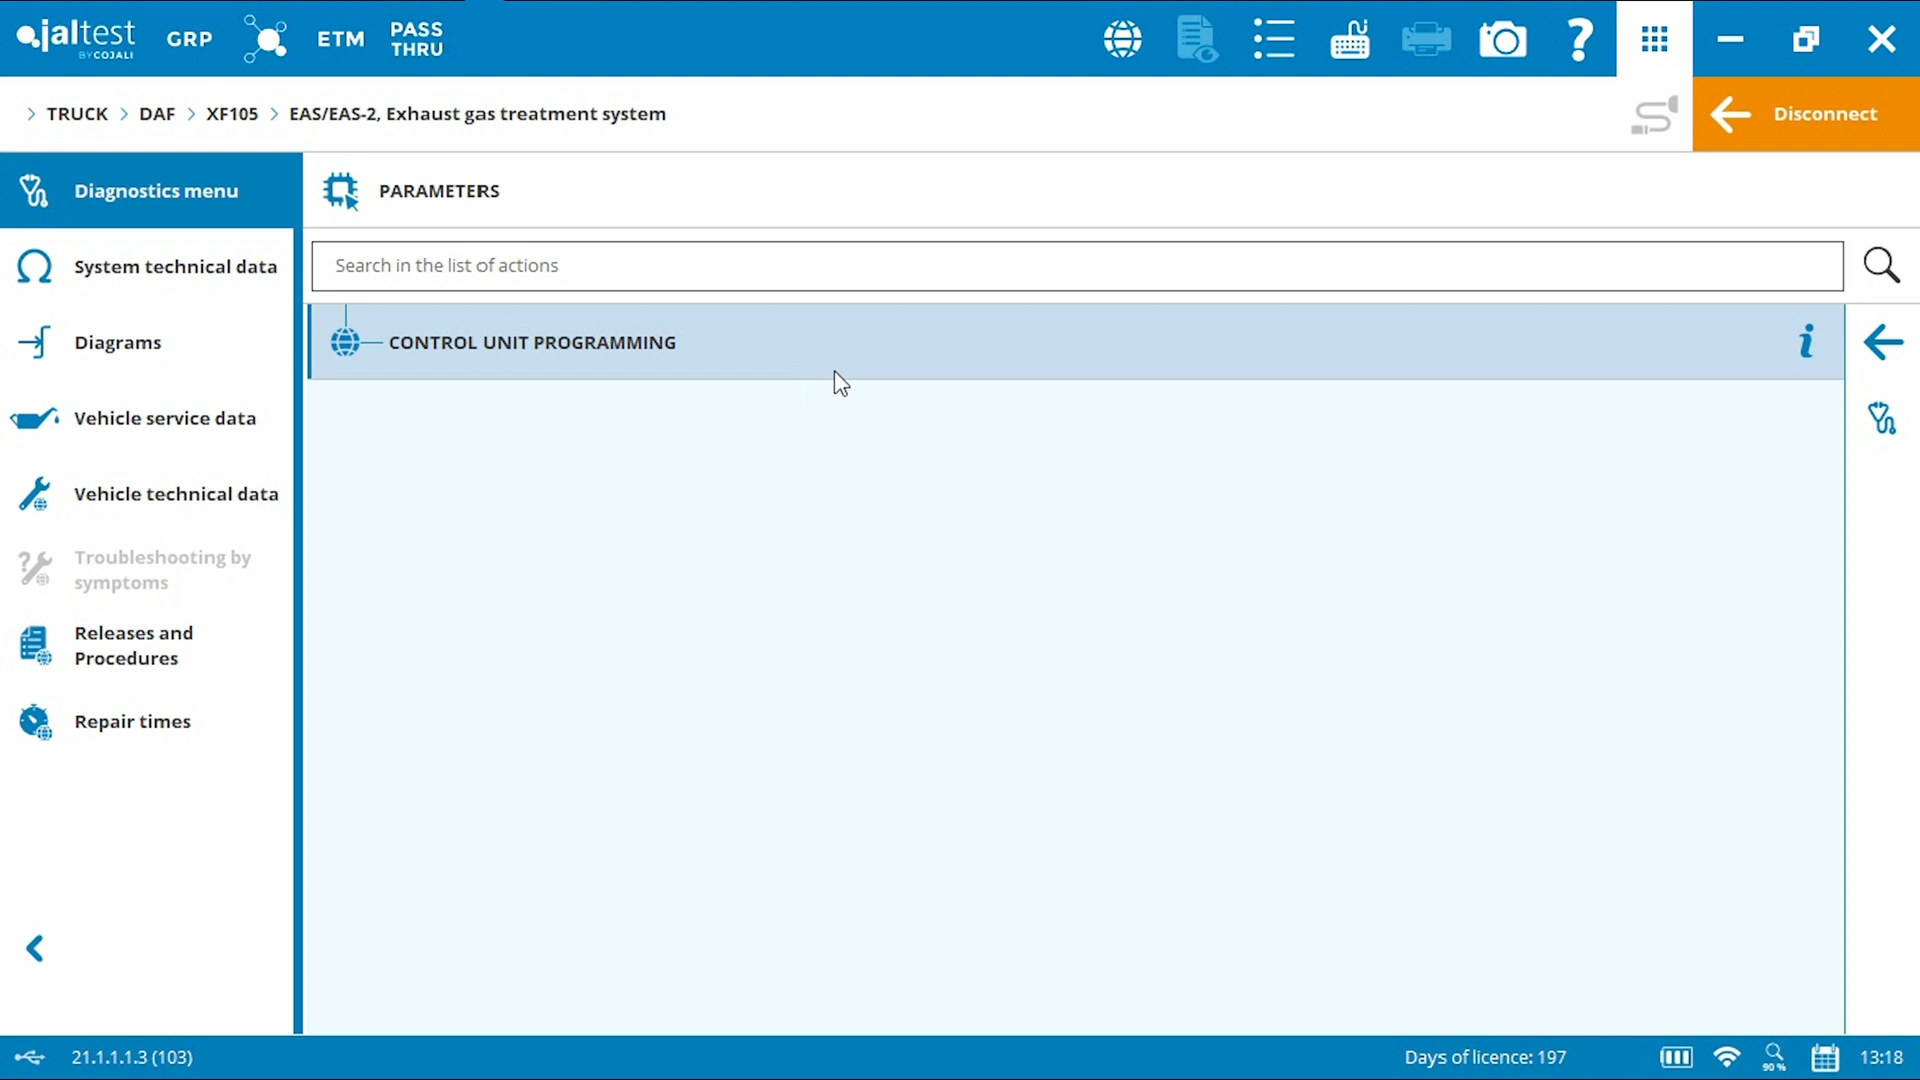 jaltest
BY COJALI
GRP
ETM
PASS
THRU
?
TRUCK > DAF > XF105 > EAS/EAS-2, Exhaust gas treatment system
Disconnect
Diagnostics menu
PARAMETERS
Search in the list of actions
System technical data
CONTROL UNIT PROGRAMMING
i
Diagrams
Vehicle service data
Vehicle technical data
Troubleshooting by
symptoms
Releases and
Procedures
Repair times
21.1.1.1.3 (103)
Days of licence: 197
90 %
13:18